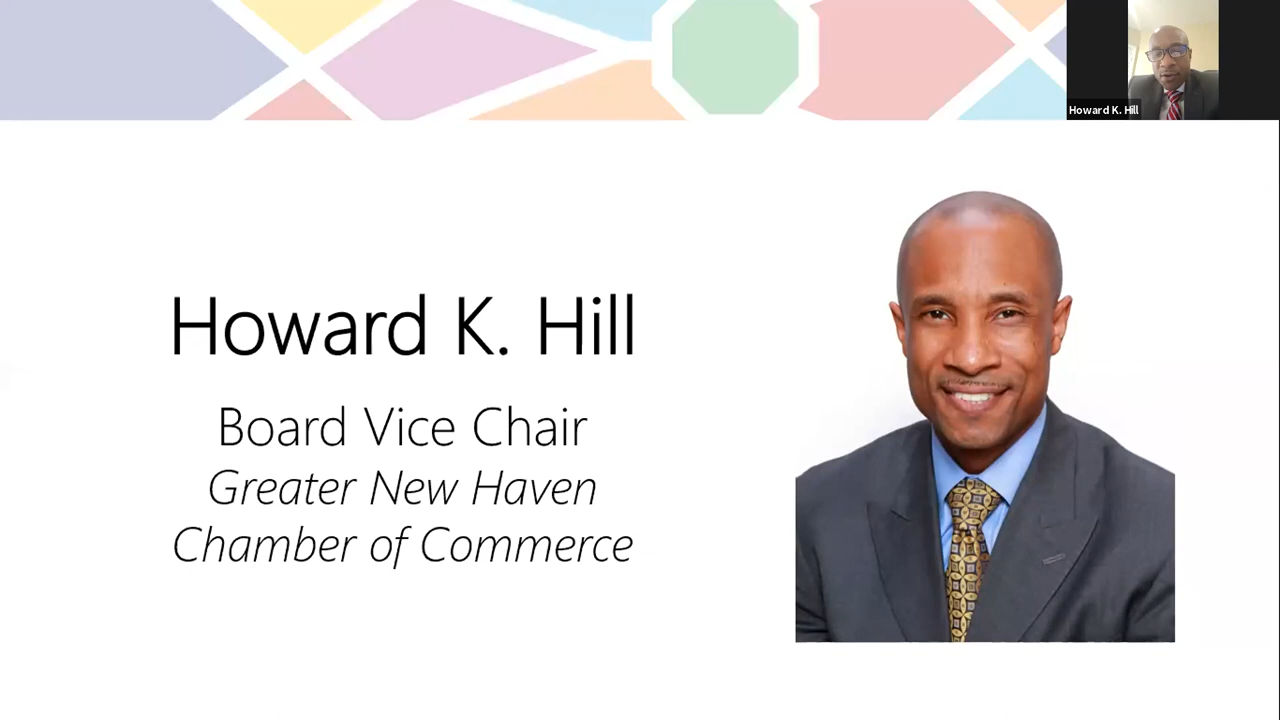 Howard K. Hill
Howard K. Hill
Board Vice Chair
Greater New Haven
Chamber of Commerce